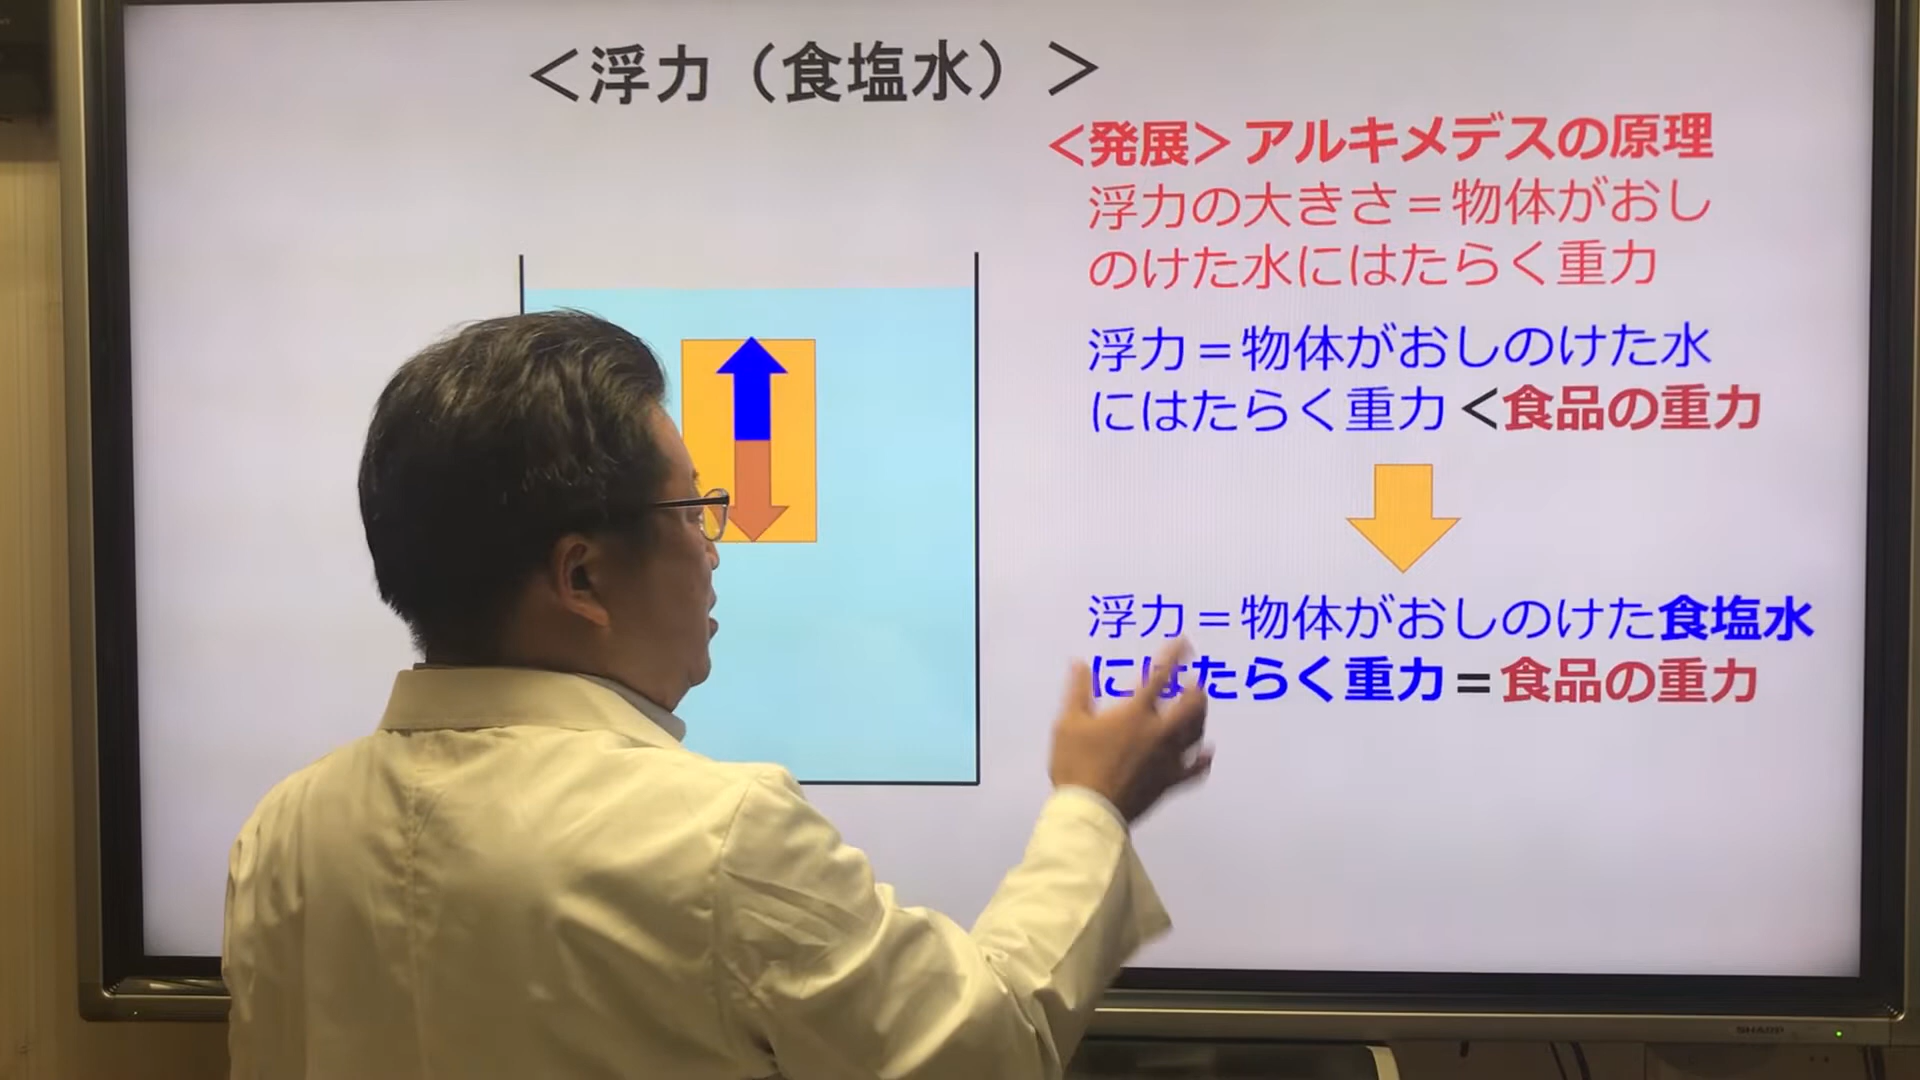 ＜浮力（食塩水）＞
＜発展＞アルキメデスの原理
浮力の大きさ＝物体がおし
のけた水にはたらく重力
浮力＝物体がおしのけた水
にはたらく重力＜食品の重力
浮力＝物体がおしのけた食塩水
にはたらく重力＝食品の重力
SHARP